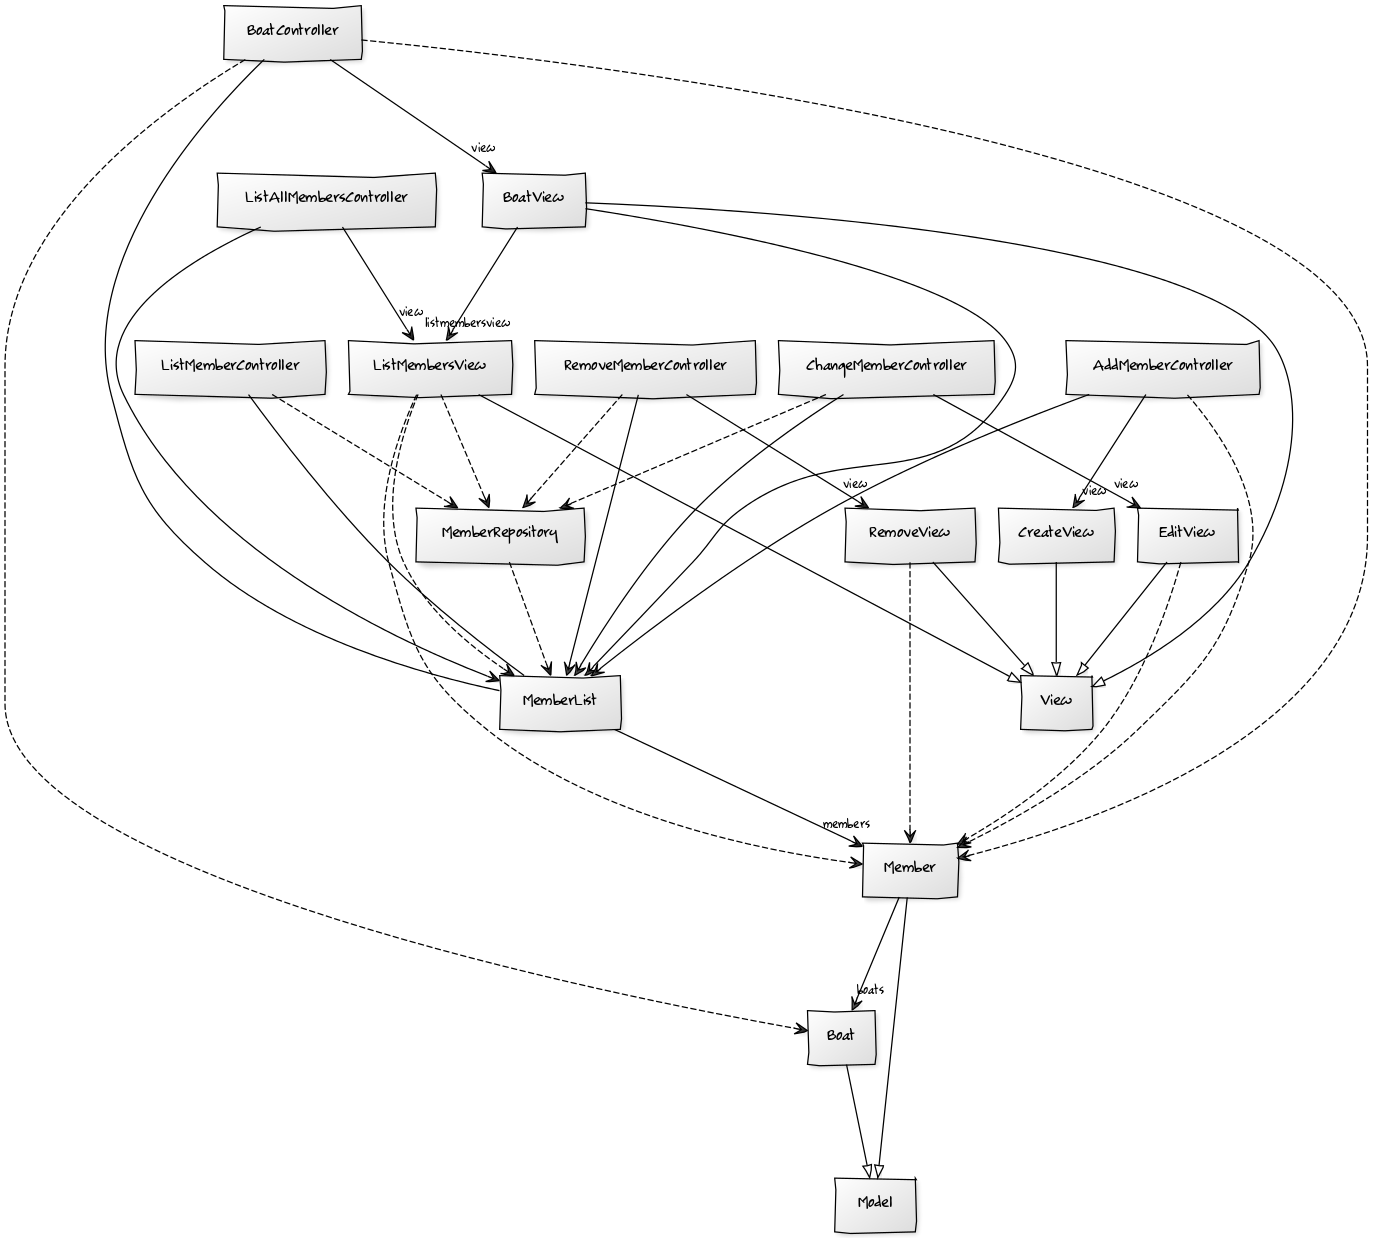 BoatController
view
ListAllMembersController
BoatView
view
listmembersview
ListMemberController
ListMembersView
RemoveMemberController
ChangeMemberController
AddMemberController
view
view
view
MemberRepository
RemoveView
CreateView
EditView
MemberList
View
members
Member
boats
Boat
Model